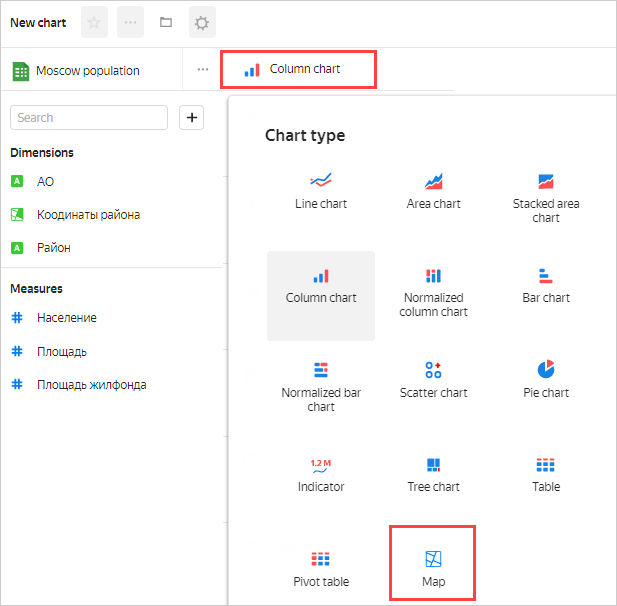 New chart
Moscow population
Column chart
Search
Dimensions
A АО
Коодинаты района
A Район
Measures
# Население
# Площадь
# Площадь жилфонда
Chart type
Line chart
Area chart
Stacked area
chart
Column chart
Normalized
column chart
Bar chart
Normalized bar
chart
Scatter chart
Pie chart
1.2 M
Indicator
Tree chart
Table
Pivot table
Map